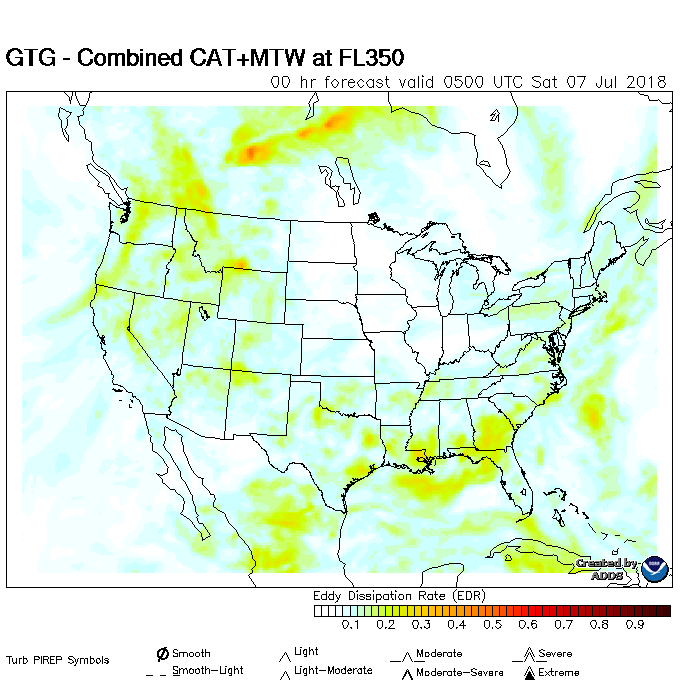 GTG - Combined CAT+MTW at FL350
00 hr forecast valid 0500 UTC Sat 07 Jul 2018
Created by
ADDS
Eddy Dissipation Rate (EDR)
0.1 0.2 0.3 0.4 0.5 0.6 0.7 0.8 0.9
Turb PIREP Symbols
Smooth Light Moderate Severe
Smooth-Light Light-Moderate Moderate-Severe Extreme